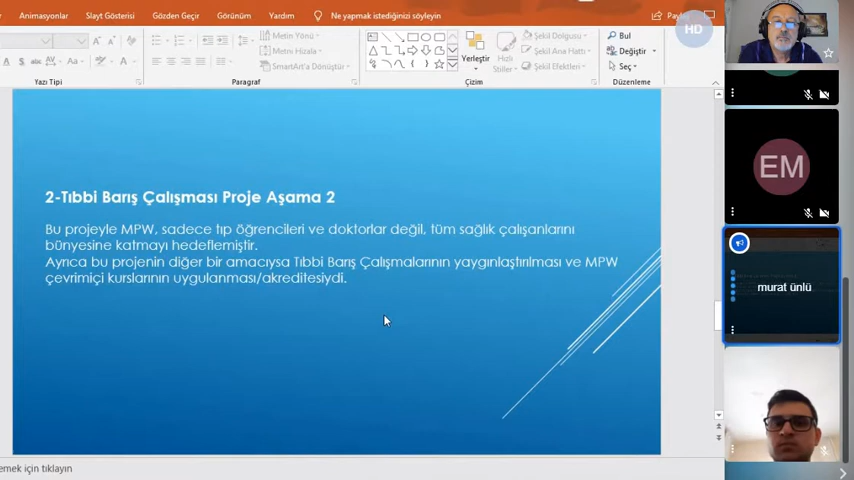 Animasyonlar Slayt Gösterisi Gözden Geçir Görünüm Yardım Ne yapmak istediğinizi söyleyin
Metin Yönü
Metni Hizala
SmartArt'a Dönüştür
Yerleştir
Hızlı
Stiller
Şekil Dolgusu
Şekil Ana Hattı
Şekil Efektleri
Bul
Değiştir
Seç
Yazı Tipi Paragraf Çizim Düzenleme
HD
2-Tıbbi Barış Çalışması Proje Aşama 2
Bu projeyle MPW, sadece tıp öğrencileri ve doktorlar değil, tüm sağlık çalışanlarını
bünyesine katmayı hedeflemiştir.
Ayrıca bu projenin diğer bir amacıysa Tıbbi Barış Çalışmalarının yaygınlaştırılması ve MPW
çevrimiçi kurslarının uygulanması/akreditesiydi.
emek için tıklayın
EM
murat ünlü